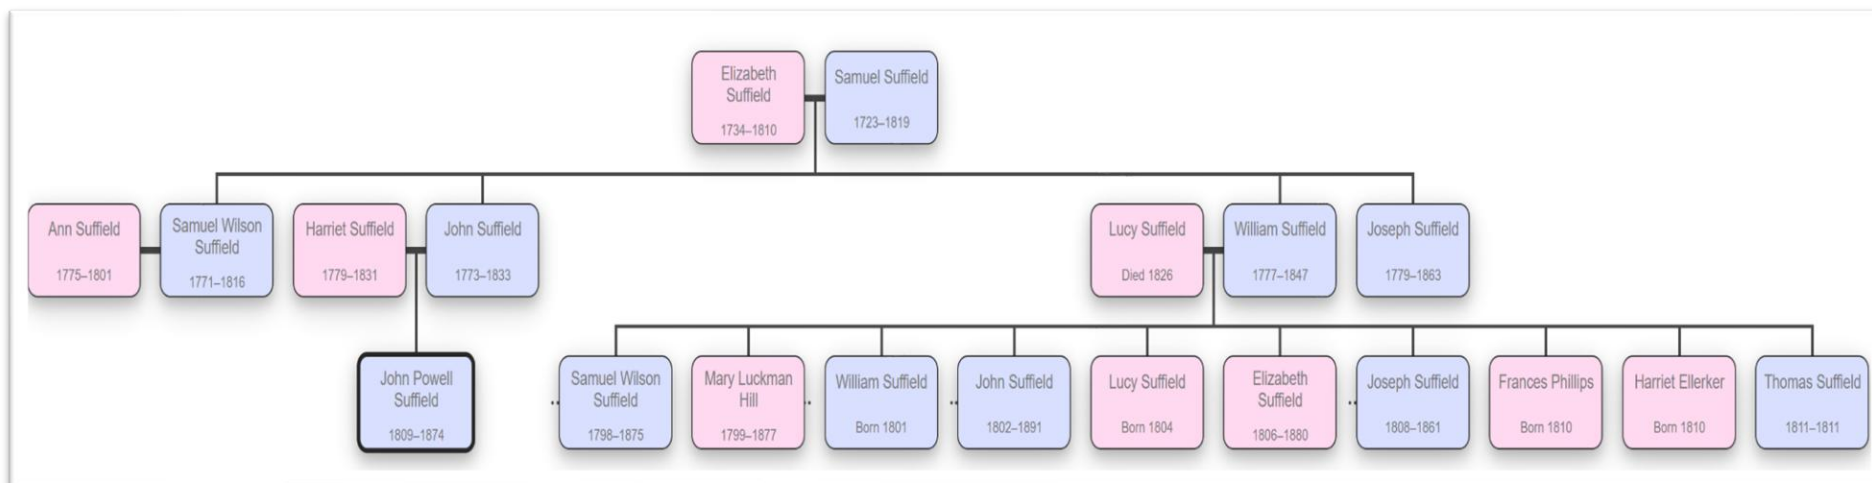 Elizabeth
Suffield
1734–1810
Samuel Suffield
1723–1819
Ann Suffield
1775–1801
Samuel Wilson
Suffield
1771–1816
Harriet Suffield
1779–1831
John Suffield
1773–1833
Lucy Suffield
Died 1826
William Suffield
1777–1847
Joseph Suffield
1779–1863
John Powell
Suffield
1809–1874
Samuel Wilson
Suffield
1798–1875
Mary Luckman
Hill
1799–1877
William Suffield
Born 1801
John Suffield
1802–1891
Lucy Suffield
Born 1804
Elizabeth
Suffield
1806–1880
Joseph Suffield
1808–1861
Frances Phillips
Born 1810
Harriet Ellerker
Born 1810
Thomas Suffield
1811–1811